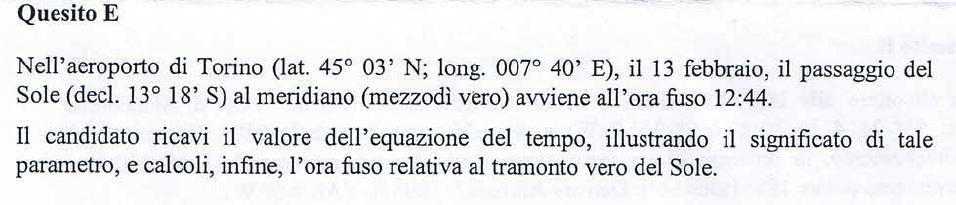 Quesito E
Nell'aeroporto di Torino (lat. 45° 03' N; long. 007° 40' E), il 13 febbraio, il passaggio del
Sole (decl. 13° 18' S) al meridiano (mezzodì vero) avviene all'ora fuso 12:44.
Il candidato ricavi il valore dell'equazione del tempo, illustrando il significato di tale
parametro, e calcoli, infine, l'ora fuso relativa al tramonto vero del Sole.